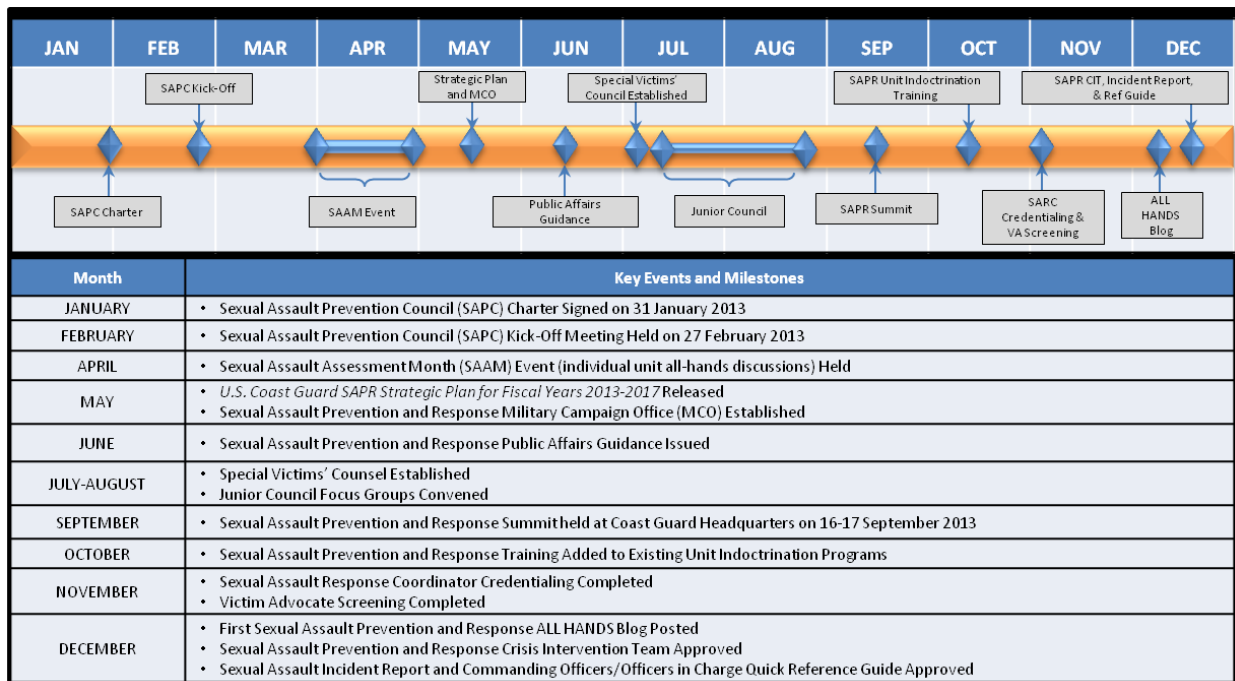 JAN FEB MAR APR MAY JUN JUL AUG SEP OCT NOV DEC
SAPC Kick-Off
Strategic Plan
and MCO
Special Victims'
Council Established
SAPR Unit Indoctrination
Training
SAPR CIT, Incident Report,
& Ref Guide
SAPC Charter
SAAM Event
Public Affairs
Guidance
Junior Council
SAPR Summit
SARC
Credentialing &
VA Screening
ALL
HANDS
Blog
Month Key Events and Milestones
JANUARY • Sexual Assault Prevention Council (SAPC) Charter Signed on 31 January 2013
FEBRUARY • Sexual Assault Prevention Council (SAPC) Kick-Off Meeting Held on 27 February 2013
APRIL • Sexual Assault Assessment Month (SAAM) Event (individual unit all-hands discussions) Held
MAY • U.S. Coast Guard SAPR Strategic Plan for Fiscal Years 2013-2017 Released
• Sexual Assault Prevention and Response Military Campaign Office (MCO) Established
JUNE • Sexual Assault Prevention and Response Public Affairs Guidance Issued
JULY-AUGUST • Special Victims' Counsel Established
• Junior Council Focus Groups Convened
SEPTEMBER • Sexual Assault Prevention and Response Summit held at Coast Guard Headquarters on 16-17 September 2013
OCTOBER • Sexual Assault Prevention and Response Training Added to Existing Unit Indoctrination Programs
NOVEMBER • Sexual Assault Response Coordinator Credentialing Completed
• Victim Advocate Screening Completed
DECEMBER • First Sexual Assault Prevention and Response ALL HANDS Blog Posted
• Sexual Assault Prevention and Response Crisis Intervention Team Approved
• Sexual Assault Incident Report and Commanding Officers/Officers in Charge Quick Reference Guide Approved